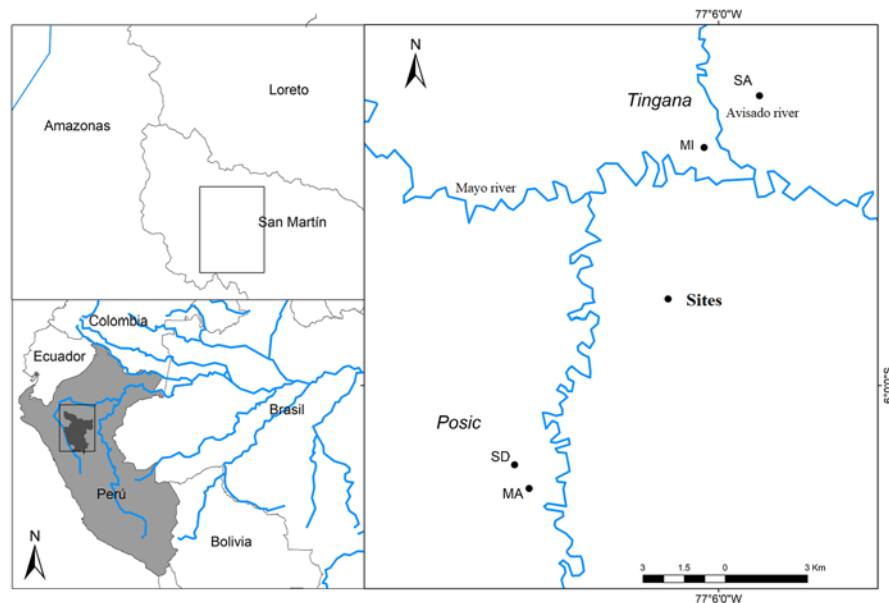 N
Loreto
Amazonas
San Martín
Colombia
Ecuador
Brasil
Perú
N
Bolivia
77°6'0"W
N
SA
Tingana
Avisado river
MI
Mayo river
Sites
6°0'0"S
Posic
SD
MA
3 1.5 0 3 Km
77°6'0"W